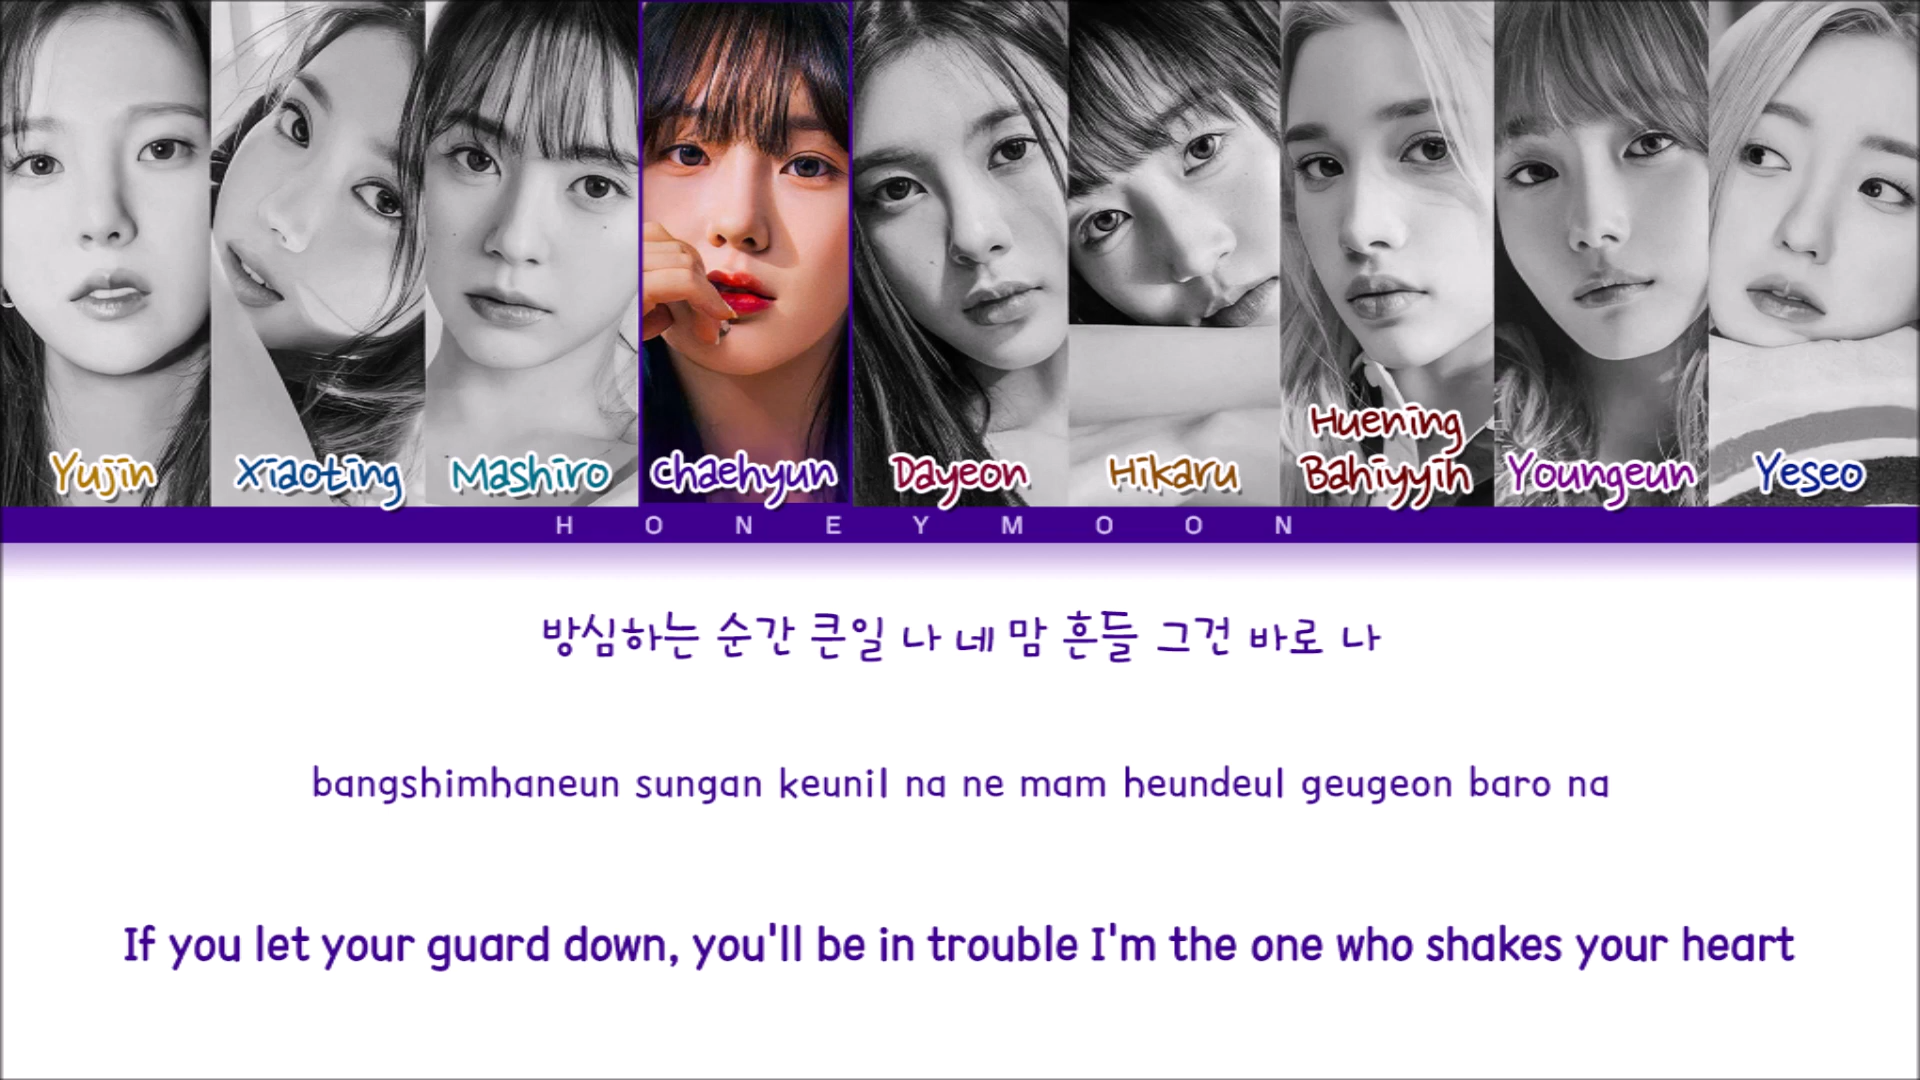 Yujin Xiaoting Mashiro Chaehyun Dayeon Hikaru Huening Bahiyyih Youngeun Yeseo
HONEYMOON
방심하는 순간 큰일 나 네 맘 흔들 그건 바로 나
bangshimhaneun sungan keunil na ne mam heundeul geugeon baro na
If you let your guard down, you'll be in trouble I'm the one who shakes your heart